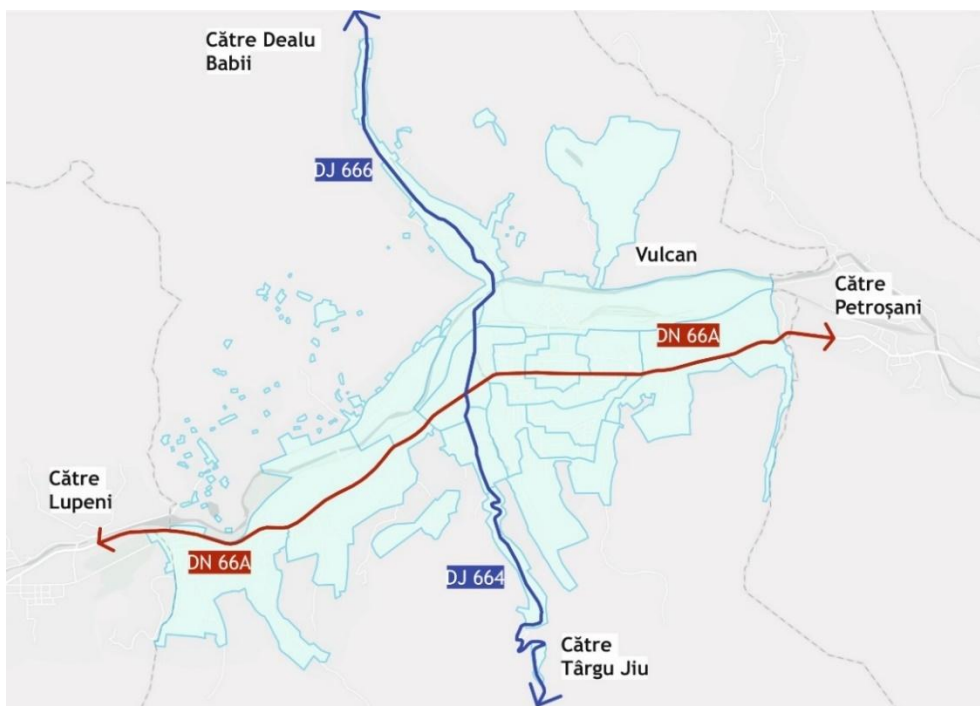 Către Dealu
Babii
DJ 666
Vulcan
Către
Petroșani
DN 66A
Către
Lupeni
DN 66A
DJ 664
Către
Târgu Jiu